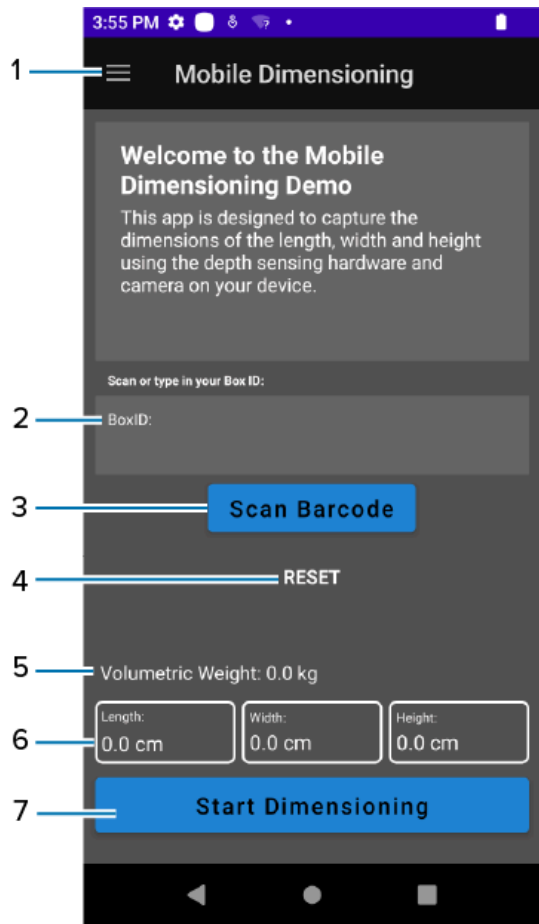 3:55 PM
1
Mobile Dimensioning
Welcome to the Mobile
Dimensioning Demo
This app is designed to capture the
dimensions of the length, width and height
using the depth sensing hardware and
camera on your device.
Scan or type in your Box ID:
2
BoxID:
3
Scan Barcode
4
RESET
5
Volumetric Weight: 0.0 kg
Length: Width: Height:
6
0.0 cm 0.0 cm 0.0 cm
7
Start Dimensioning